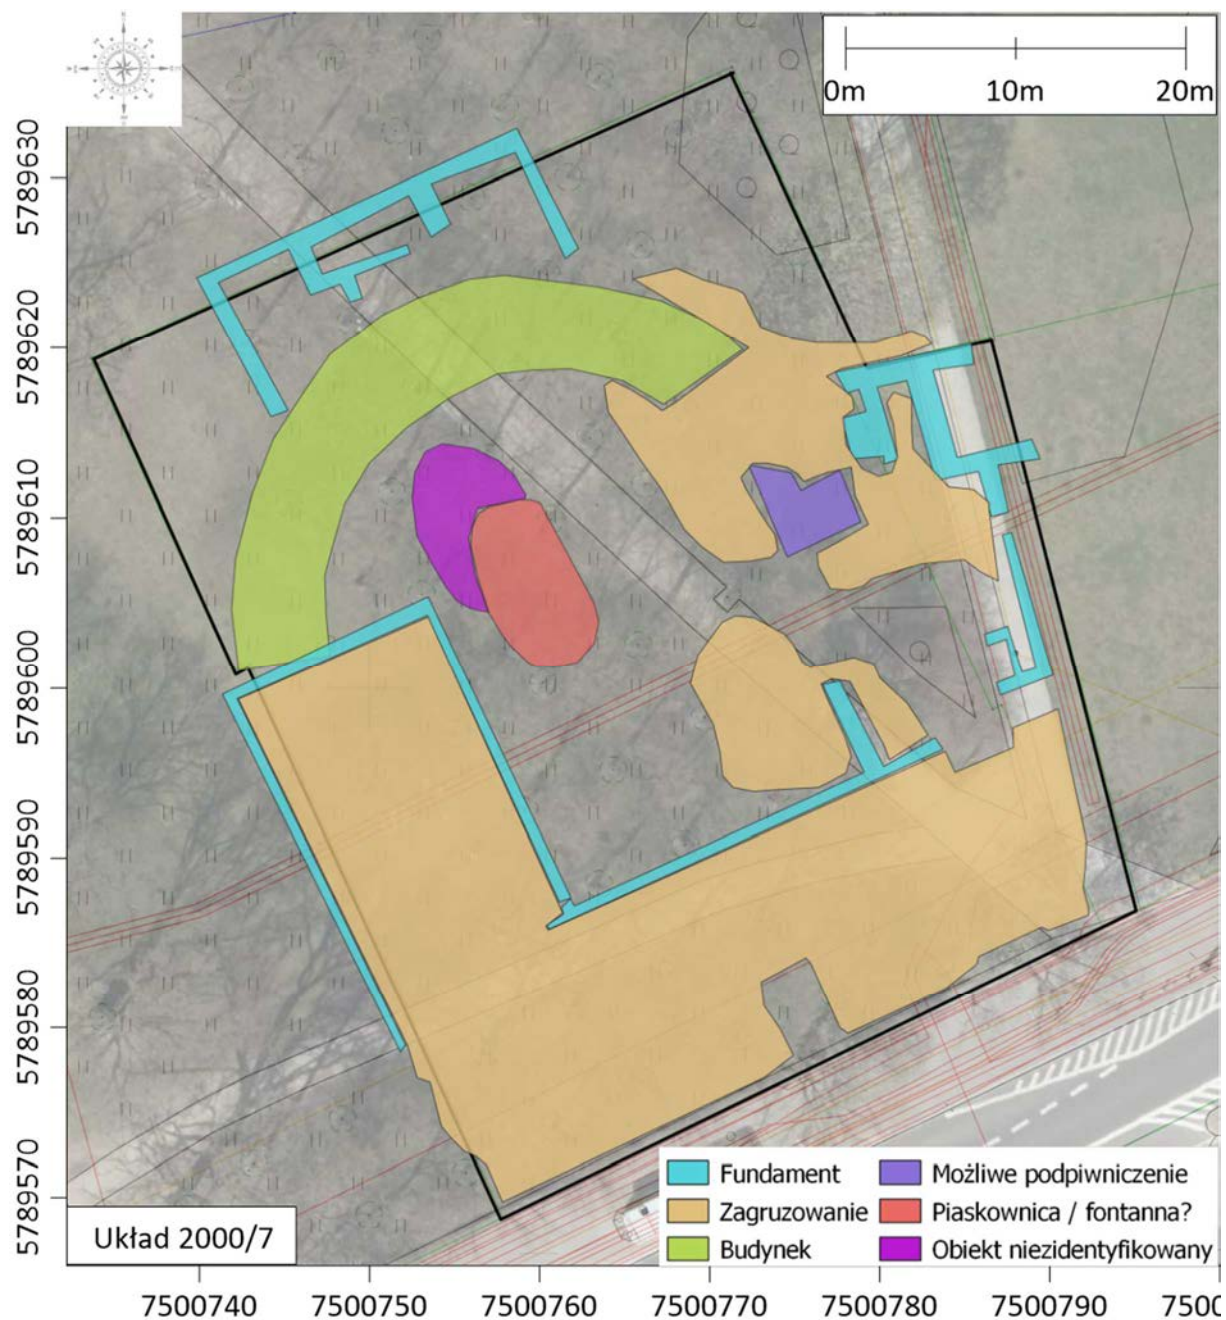 0m 10m 20m
5789630
5789620
5789610
5789600
5789590
5789580
5789570
Fundament
Zagruzowanie
Budynek
Możliwe podpiwniczenie
Piaskownica / fontanna?
Obiekt niezidentyfikowany
Układ 2000/7
7500740 7500750 7500760 7500770 7500780 7500790 7500